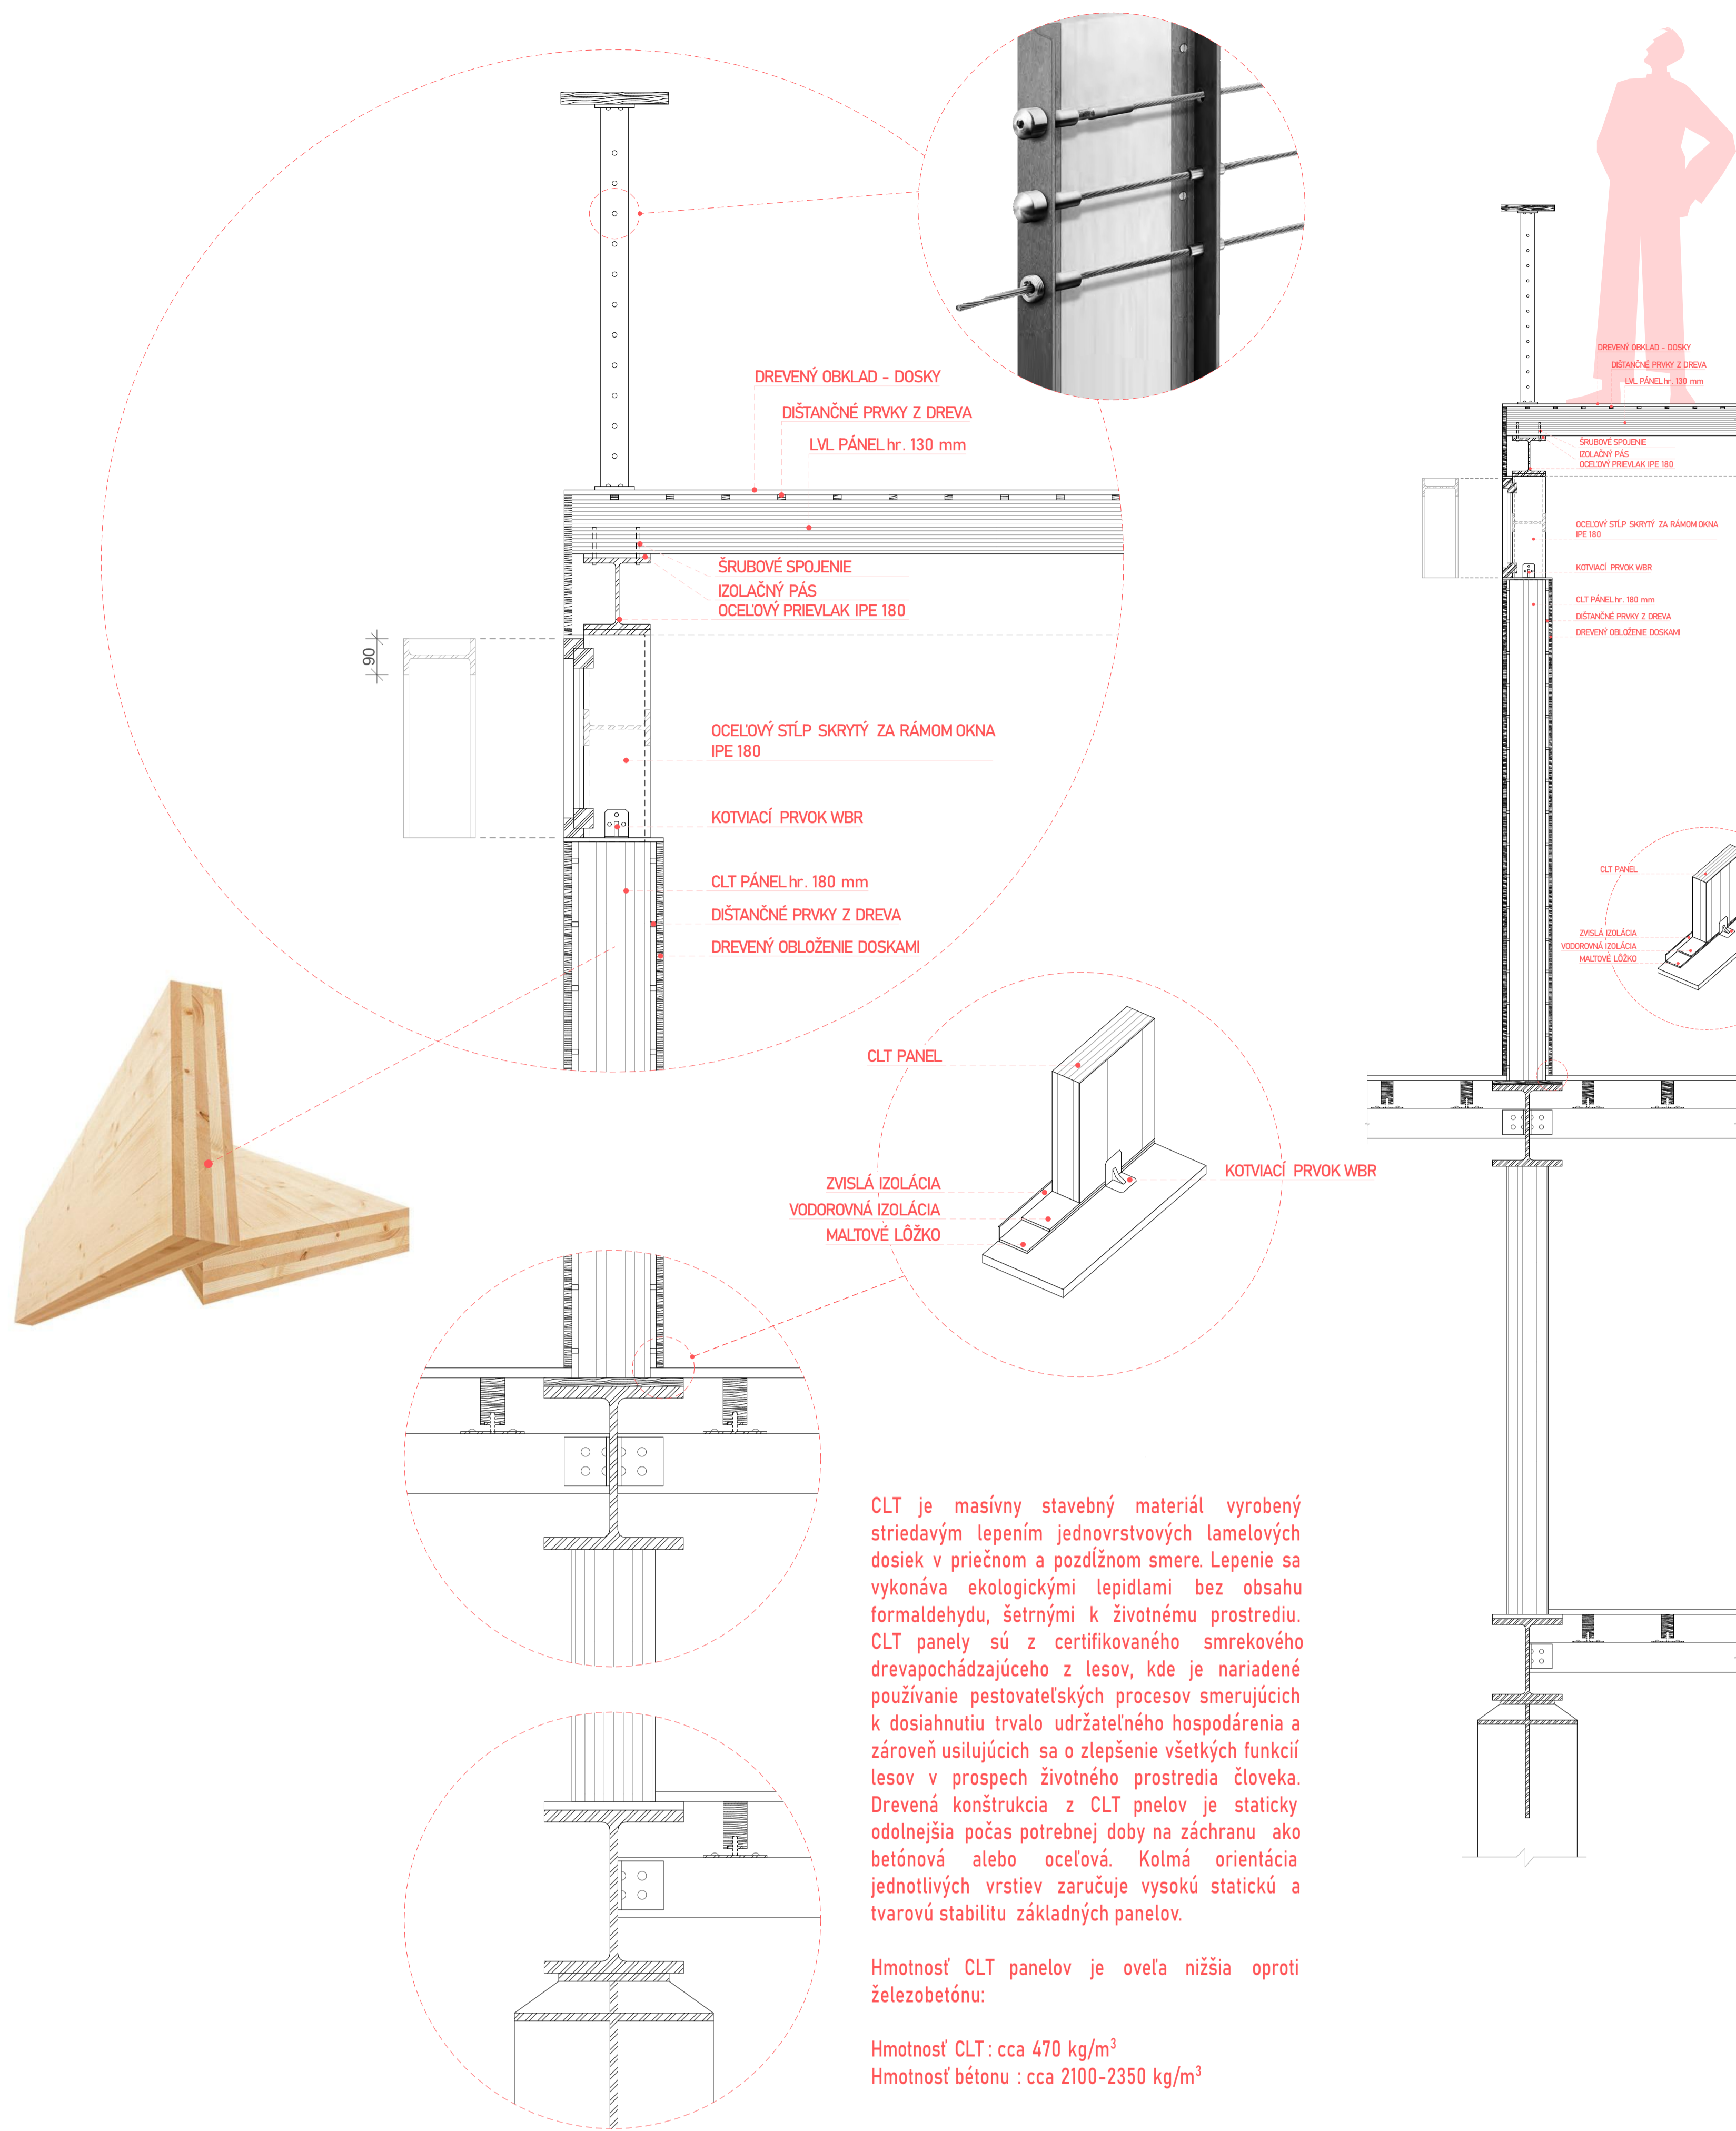 DREVENÝ OBKLAD - DOSKY
DIŠTANČNÉ PRVKY Z DREVA
LVL PÁNEL hr. 130 mm
ŠRUBOVÉ SPOJENIE
IZOLAČNÝ PÁS
OCEĽOVÝ PRIEVLAK IPE 180
90
OCEĽOVÝ STĹP SKRYTÝ ZA RÁMOM OKNA
IPE 180
KOTVIACÍ PRVOK WBR
CLT PÁNEL hr. 180 mm
DIŠTANČNÉ PRVKY Z DREVA
DREVENÝ OBLOŽENIE DOSKAMI
CLT PANEL
KOTVIACÍ PRVOK WBR
ZVISLÁ IZOLÁCIA
VODOROVNÁ IZOLÁCIA
MALTOVÉ LÔŽKO
CLT je masívny stavebný materiál vyrobený
striedavým lepením jednovrstvových lamelových
dosiek v priečnom a pozdĺžnom smere. Lepenie sa
vykonáva ekologickými lepidlami bez obsahu
formaldehydu, šetrnými k životnému prostrediu.
CLT panely sú z certifikovaného smrekového
drevapochádzajúceho z lesov, kde je nariadené
používanie pestovateľských procesov smerujúcich
k dosiahnutiu trvalo udržateľného hospodárenia a
zároveň usilujúcich sa o zlepšenie všetkých funkcií
lesov v prospech životného prostredia človeka.
Drevená konštrukcia z CLT pnelov je staticky
odolnejšia počas potrebnej doby na záchranu ako
betónová alebo oceľová. Kolmá orientácia
jednotlivých vrstiev zaručuje vysokú statickú a
tvarovú stabilitu základných panelov.
Hmotnosť CLT panelov je oveľa nižšia oproti
železobetónu:
Hmotnosť CLT : cca 470 kg/m³
Hmotnosť bétonu : cca 2100-2350 kg/m³
DREVENÝ OBKLAD - DOSKY
DIŠTANČNÉ PRVKY Z DREVA
LVL PÁNEL hr. 130 mm
ŠRUBOVÉ SPOJENIE
IZOLAČNÝ PÁS
OCEĽOVÝ PRIEVLAK IPE 180
OCEĽOVÝ STĹP SKRYTÝ ZA RÁMOM OKNA
IPE 180
KOTVIACÍ PRVOK WBR
CLT PÁNEL hr. 180 mm
DIŠTANČNÉ PRVKY Z DREVA
DREVENÝ OBLOŽENIE DOSKAMI
CLT PANEL
ZVISLÁ IZOLÁCIA
VODOROVNÁ IZOLÁCIA
MALTOVÉ LÔŽKO